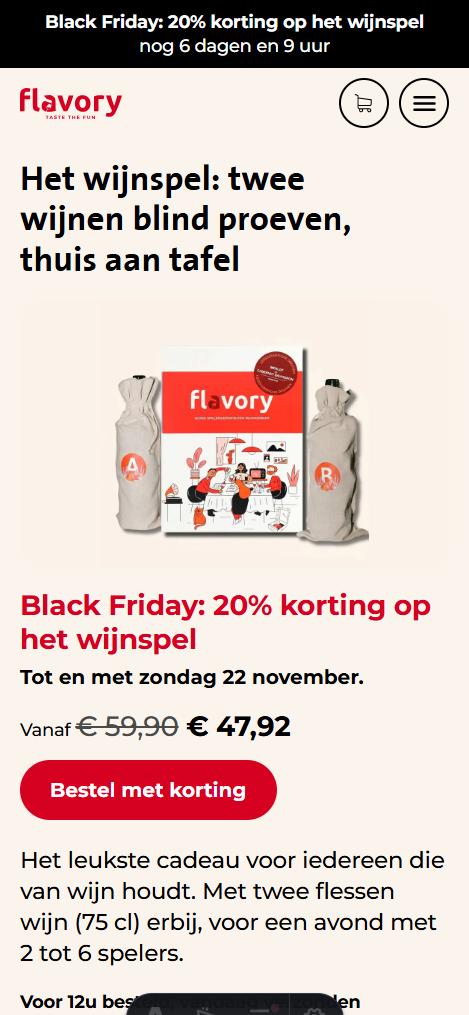 Black Friday: 20% korting op het wijnspel
nog 6 dagen en 9 uur
flavory
TASTE THE FUN
Het wijnspel: twee
wijnen blind proeven,
thuis aan tafel
flavory
MERLOT
CABERNET SAUVIGNON
A
B
Black Friday: 20% korting op
het wijnspel
Tot en met zondag 22 november.
Vanaf € 59,90 € 47,92
Bestel met korting
Het leukste cadeau voor iedereen die
van wijn houdt. Met twee flessen
wijn (75 cl) erbij, voor een avond met
2 tot 6 spelers.
Voor 12u